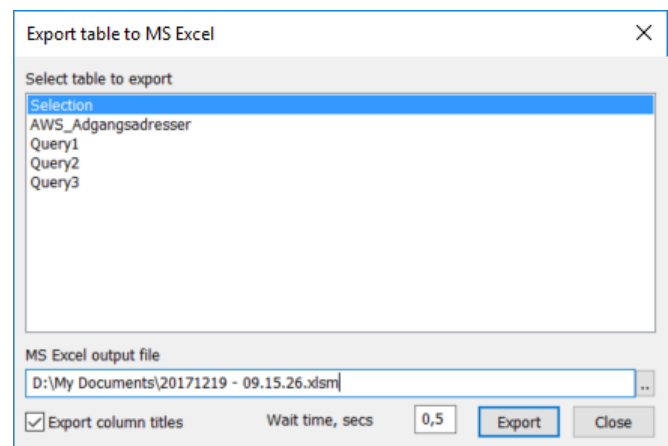 Export table to MS Excel
Select table to export
Selection
AWS_Adgangsadresser
Query1
Query2
Query3
MS Excel output file
D:\My Documents\20171219 - 09.15.26.xlsm
..
Export column titles Wait time, secs 0,5 Export Close